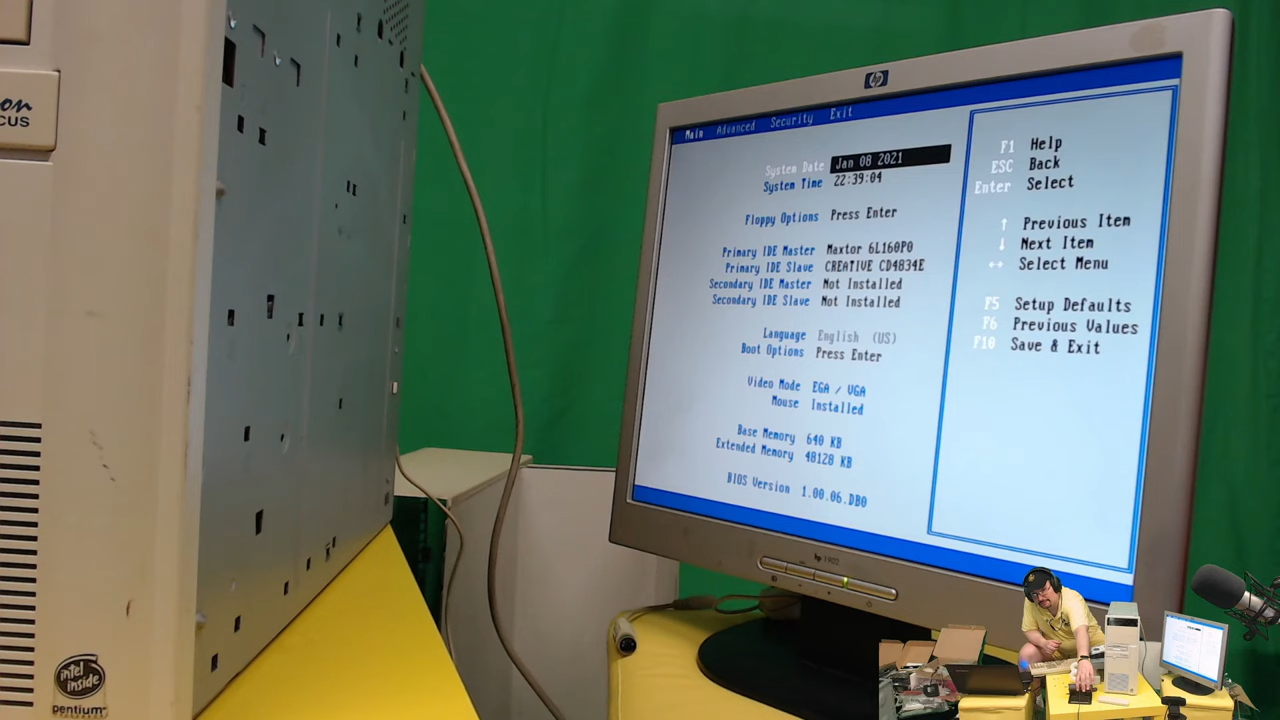 on
CUS
intel
inside
pentium
hp
Main Advanced Security Exit
System Date Jan 08 2021
System Time 22:39:04
Floppy Options Press Enter
Primary IDE Master Maxtor 6L160P0
Primary IDE Slave CREATIVE CD4834E
Secondary IDE Master Not Installed
Secondary IDE Slave Not Installed
Language English (US)
Boot Options Press Enter
Video Mode EGA / VGA
Mouse Installed
Base Memory 640 KB
Extended Memory 48128 KB
BIOS Version 1.00.06.DB0
F1 Help
ESC Back
Enter Select
↑ Previous Item
↓ Next Item
↔ Select Menu
F5 Setup Defaults
F6 Previous Values
F10 Save & Exit
hp 1902